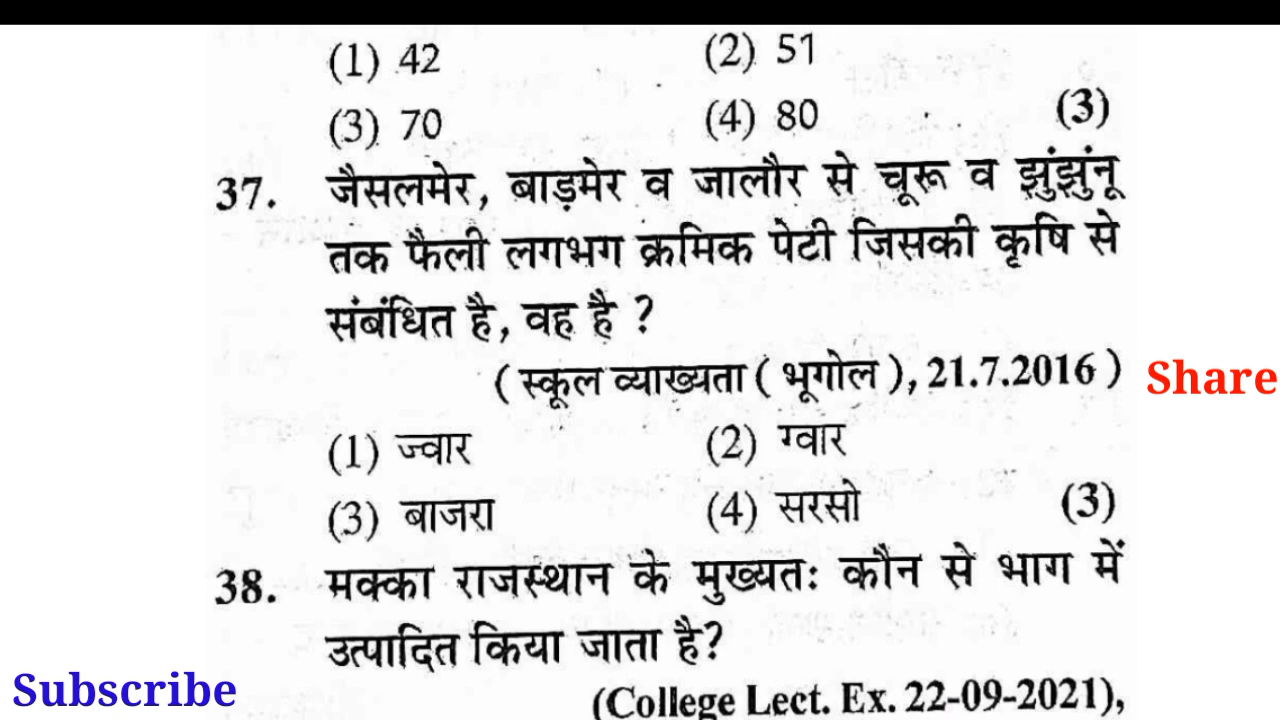 (1) 42 (2) 51
(3) 70 (4) 80 (3)
37. जैसलमेर, बाड़मेर व जालौर से चूरू व झुंझुंनू
तक फैली लगभग क्रमिक पेटी जिसकी कृषि से
संबंधित है, वह है ?
( स्कूल व्याख्यता ( भूगोल ), 21.7.2016 )
Share
(1) ज्वार (2) ग्वार
(3) बाजरा (4) सरसो (3)
38. मक्का राजस्थान के मुख्यतः कौन से भाग में
उत्पादित किया जाता है?
Subscribe
(College Lect. Ex. 22-09-2021),